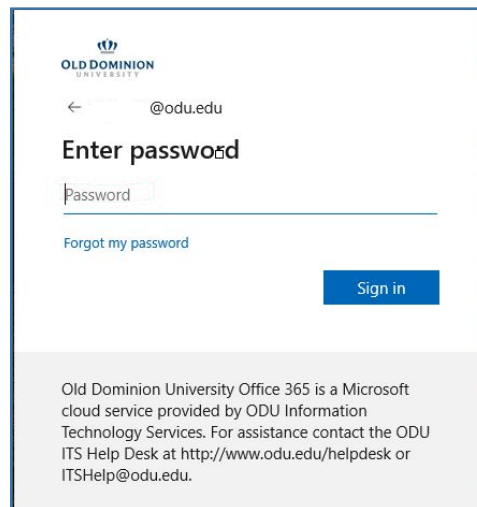 OLD DOMINION
UNIVERSITY
@odu.edu
Enter password
Password
Forgot my password
Sign in
Old Dominion University Office 365 is a Microsoft
cloud service provided by ODU Information
Technology Services. For assistance contact the ODU
ITS Help Desk at http://www.odu.edu/helpdesk or
ITSHelp@odu.edu.